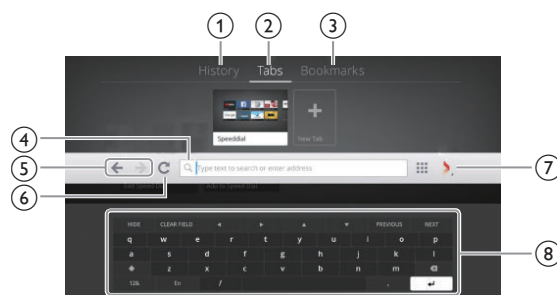 1 2 3
History Tabs Bookmarks
Speeddial New Tab
4
5 Type text to search or enter address 7
6
Edit Speed Dial Add to Speed Dial
HIDE CLEAR FIELD PREVIOUS NEXT
q w e r t y u i o p
a s d f g h j k l
z x c v b n m
8
12& En / .